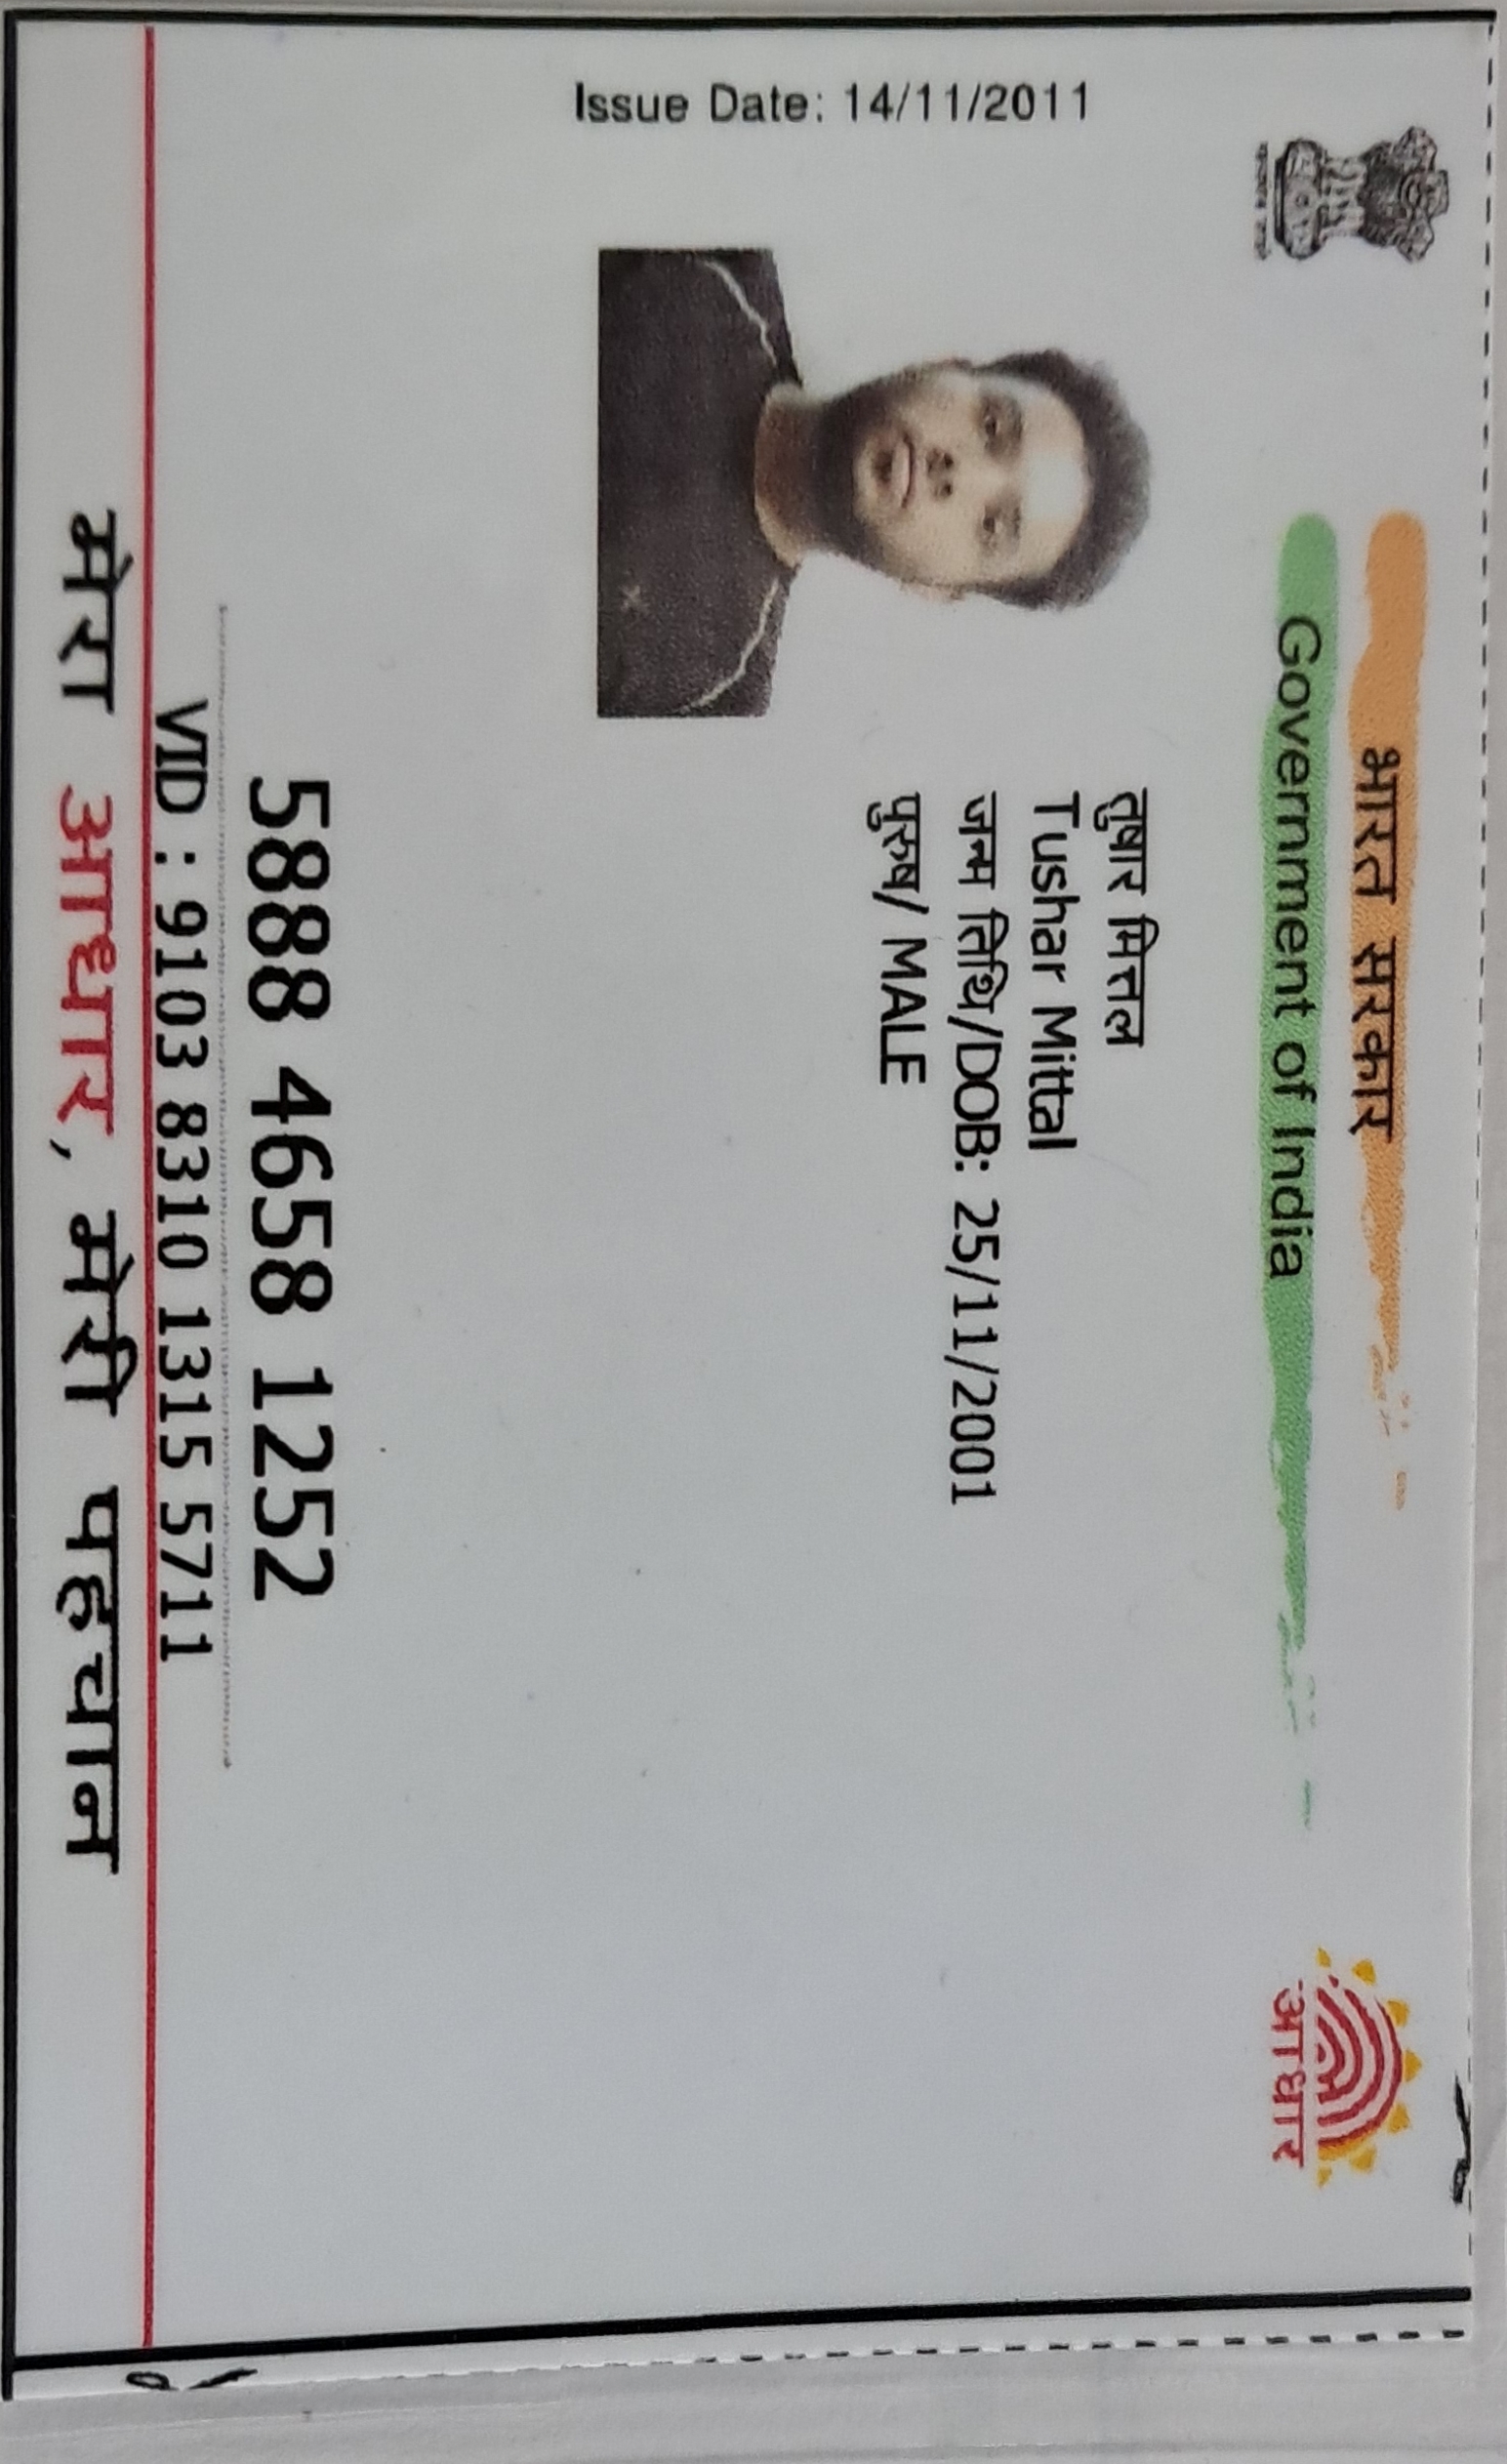 भारत सरकार
Government of India
आधार
Issue Date: 14/11/2011
तुषार मित्तल
Tushar Mittal
जन्म तिथि/DOB: 25/11/2001
पुरुष/ MALE
5888 4658 1252
VID : 9103 8310 1315 5711
मेरा आधार, मेरी पहचान